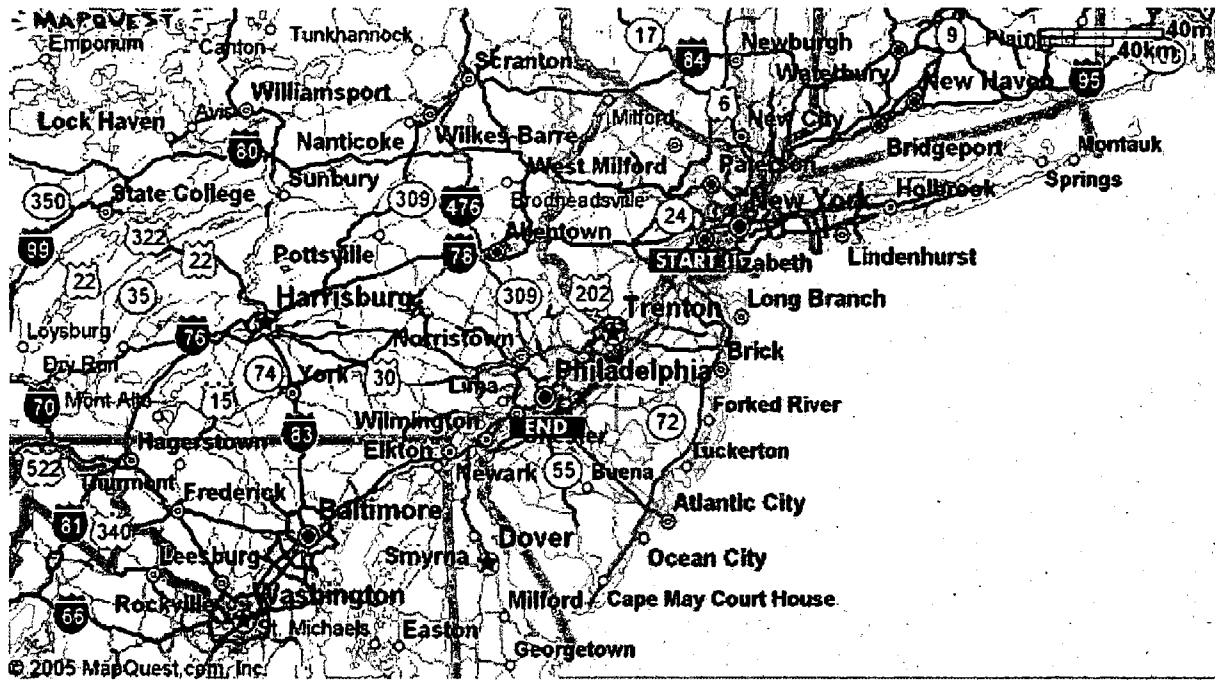 MAPQUEST
Emporium
Canton
Tunkhannock
17
84
Newburgh
9
40m
40km
Scranton
Waterbury
New Haven
95
Avis
Williamsport
Lock Haven
6
Milford
New City
Nanticoke
Wilkes-Barre
80
Bridgeport
Montauk
West Milford
Paterson
Sunbury
Springs
350
State College
309
476
Brodheadsville
24
New York
Holbrook
99
322
22
Pottsville
78
Allentown
START
Elizabeth
Lindenhurst
22
35
Harrisburg
309
202
Trenton
Long Branch
Loysburg
76
Norristown
Brick
Dry Run
74
York
30
Lima
Philadelphia
70
Mont Alto
15
Forked River
83
Wilmington
END
72
Hagerstown
Elkton
522
Thurmont
Newark
55
Buena
Tuckerton
Frederick
81
340
Baltimore
Atlantic City
Leesburg
Smyrna
Dover
Ocean City
Rockville
Washington
66
Milford
Cape May Court House
St. Michaels
Easton
Georgetown
© 2005 MapQuest.com, Inc.